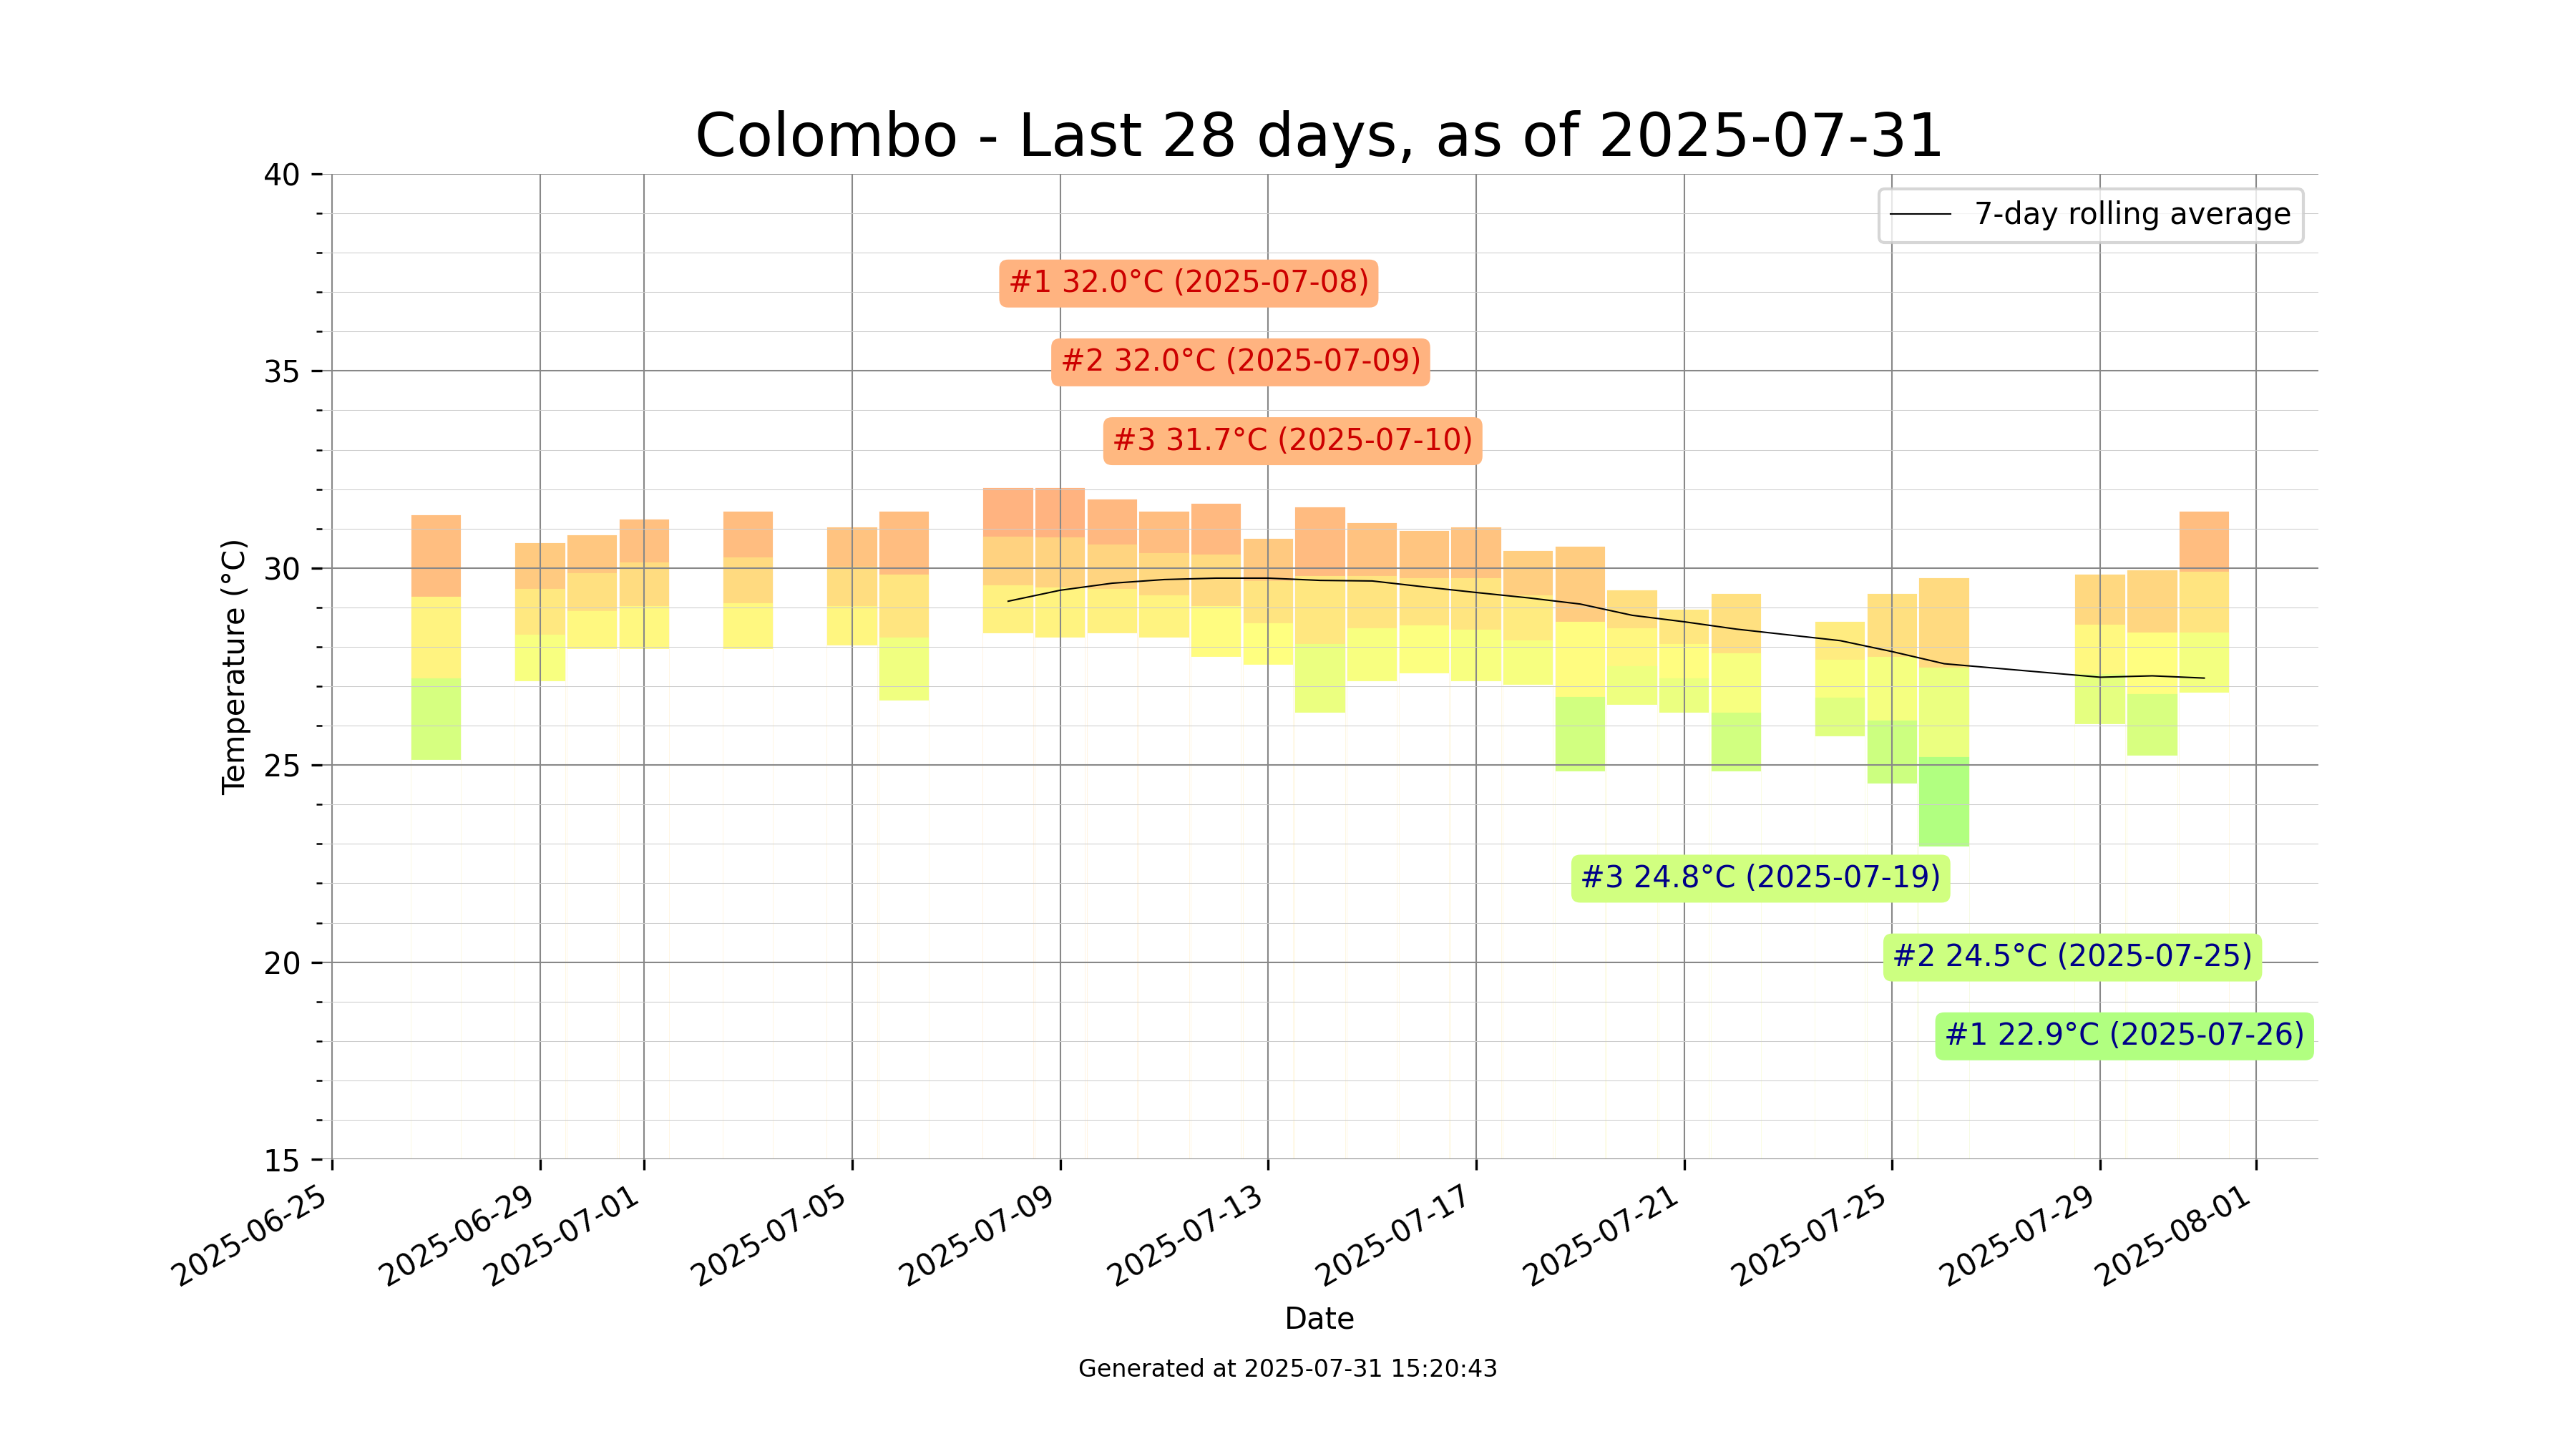 Colombo - Last 28 days, as of 2025-07-31
40
35
30
25
20
15
Temperature (°C)
7-day rolling average
#1 32.0°C (2025-07-08)
#2 32.0°C (2025-07-09)
#3 31.7°C (2025-07-10)
#3 24.8°C (2025-07-19)
#2 24.5°C (2025-07-25)
#1 22.9°C (2025-07-26)
2025-06-25
2025-06-29
2025-07-01
2025-07-05
2025-07-09
2025-07-13
2025-07-17
2025-07-21
2025-07-25
2025-07-29
2025-08-01
Date
Generated at 2025-07-31 15:20:43